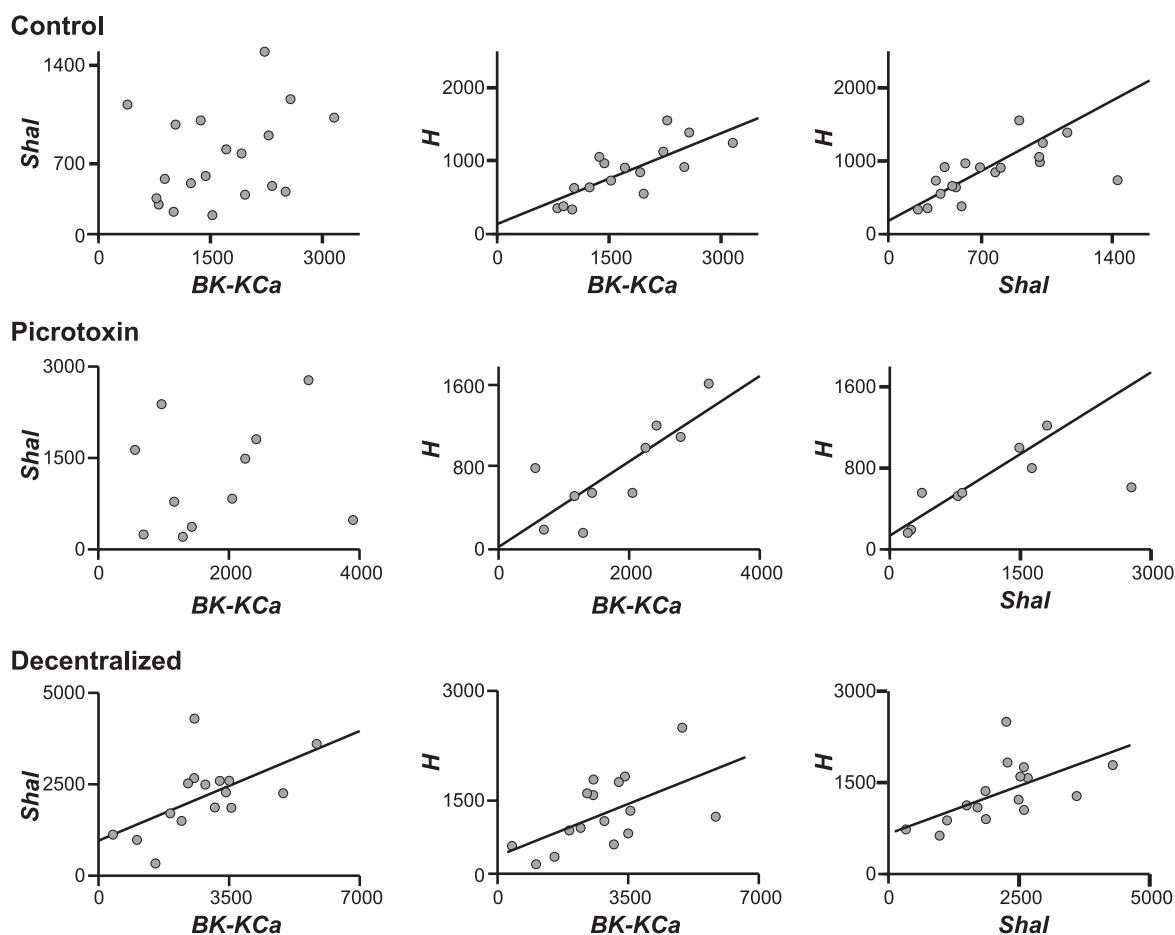 Control
Shal
1400
700
0
0 1500 3000
BK-KCa
H
2000
1000
0
0 1500 3000
BK-KCa
H
2000
1000
0
0 700 1400
Shal
Picrotoxin
Shal
3000
1500
0
0 2000 4000
BK-KCa
H
1600
800
0
0 2000 4000
BK-KCa
H
1600
800
0
0 1500 3000
Shal
Decentralized
Shal
5000
2500
0
0 3500 7000
BK-KCa
H
3000
1500
0
0 3500 7000
BK-KCa
H
3000
1500
0
0 2500 5000
Shal